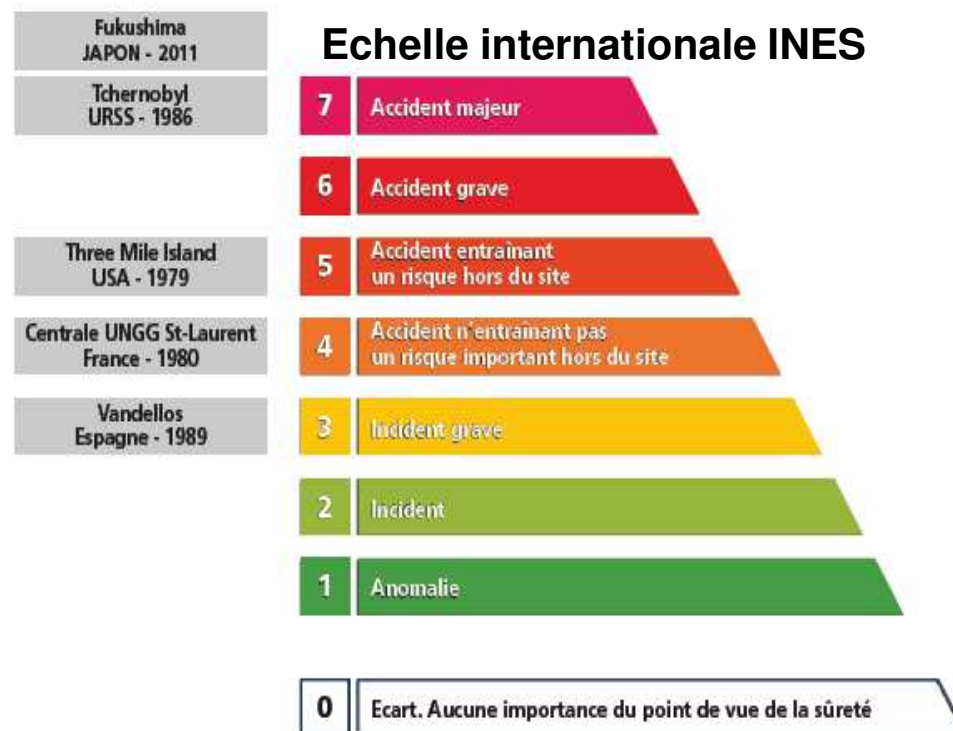 Fukushima
JAPON - 2011
Echelle internationale INES
Tchernobyl
URSS - 1986
7
Accident majeur
6
Accident grave
Three Mile Island
USA - 1979
5
Accident entraînant
un risque hors du site
Centrale UNGG St-Laurent
France - 1980
4
Accident n'entraînant pas
un risque important hors du site
Vandellos
Espagne - 1989
3
Incident grave
2
Incident
1
Anomalie
0
Ecart. Aucune importance du point de vue de la sûreté